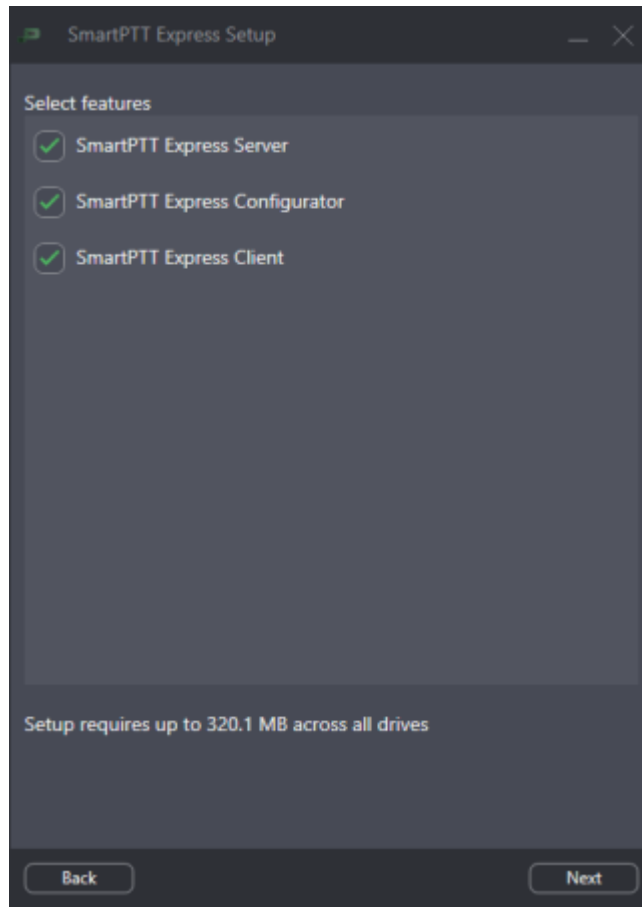 SmartPTT Express Setup
Select features
SmartPTT Express Server
SmartPTT Express Configurator
SmartPTT Express Client
Setup requires up to 320.1 MB across all drives
Back
Next